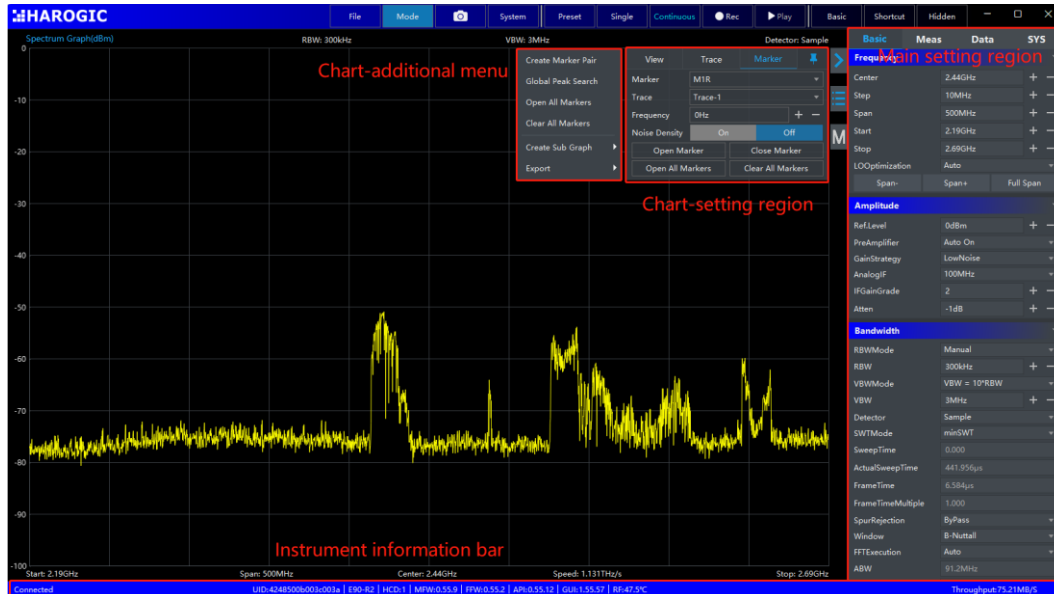 HAROGIC File Mode System Preset Single Continuous Rec Play Basic Shortcut Hidden
Spectrum Graph(dBm) RBW: 300kHz VBW: 3MHz Detector: Sample
0
-10
-20
-30
-40
-50
-60
-70
-80
-90
-100
Chart-additional menu
Create Marker Pair
Global Peak Search
Open All Markers
Clear All Markers
Create Sub Graph
Export
View Trace Marker
Marker M1R
Trace Trace-1
Frequency 0Hz + −
Noise Density On Off
Open Marker Close Marker
Open All Markers Clear All Markers
M
Chart-setting region
Basic Meas Data SYS
Main setting region
Frequency
Center 2.44GHz + −
Step 10MHz + −
Span 500MHz + −
Start 2.19GHz + −
Stop 2.69GHz + −
LOOptimization Auto
Span- Span+ Full Span
Amplitude
Ref.Level 0dBm + −
PreAmplifier Auto On
GainStrategy LowNoise
AnalogIF 100MHz
IFGainGrade 2 + −
Atten -1dB + −
Bandwidth
RBWMode Manual
RBW 300kHz + −
VBWMode VBW = 10*RBW
VBW 3MHz + −
Detector Sample
SWTMode minSWT
SweepTime 0.000
ActualSweepTime 441.956μs
FrameTime 6.584μs
FrameTimeMultiple 1.000
SpurRejection ByPass
Window B-Nuttall
FFTExecution Auto
ABW 91.2MHz
Instrument information bar
Start: 2.19GHz Span: 500MHz Center: 2.44GHz Speed: 1.131THz/s Stop: 2.69GHz
Connected UID:4248500b003c003a | E90-R2 | HCD:1 | MFW:0.55.9 | FFW:0.55.2 | API:0.55.12 | GUI:1.55.57 | RF:47.5°C Throughput:75.21MB/S